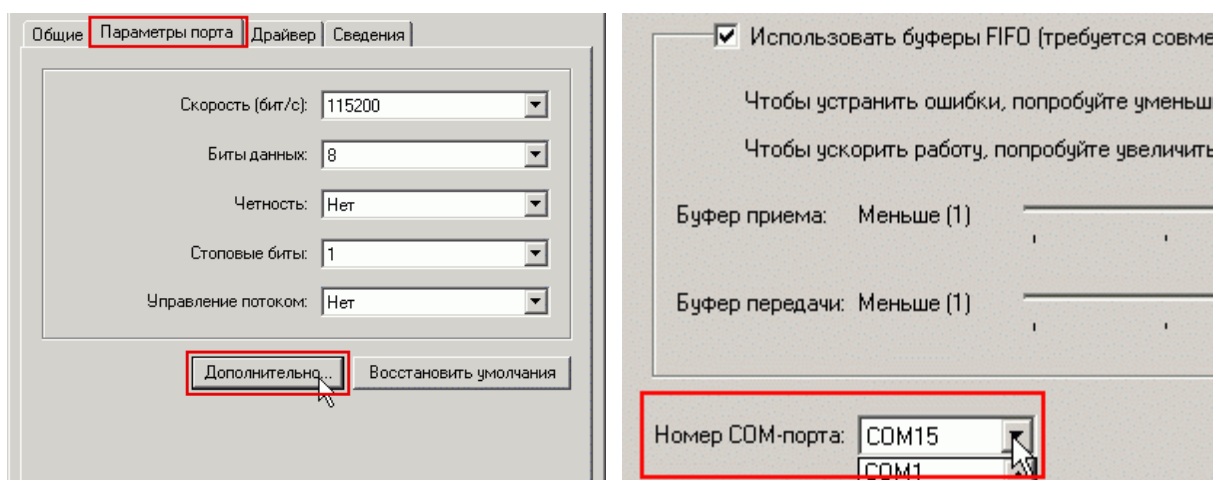 Общие Параметры порта Драйвер Сведения
Скорость (бит/с): 115200
Биты данных: 8
Четность: Нет
Стоповые биты: 1
Управление потоком: Нет
Дополнительно... Восстановить умолчания
Использовать буферы FIFO (требуется совме
Чтобы устранить ошибки, попробуйте уменьш
Чтобы ускорить работу, попробуйте увеличить
Буфер приема: Меньше (1)
Буфер передачи: Меньше (1)
Номер COM-порта: COM15
COM1